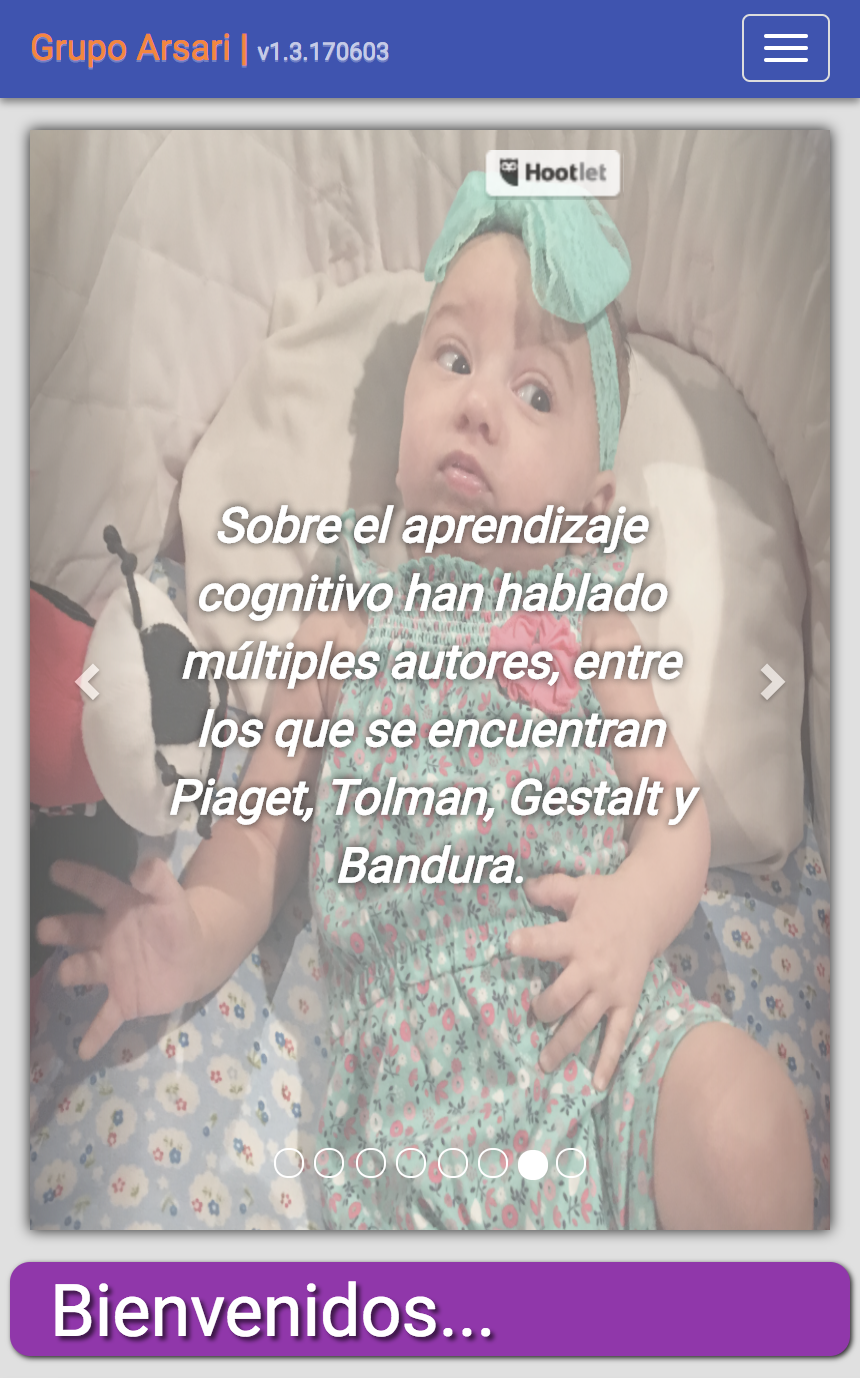 Grupo Arsari | v1.3.170603
Hootlet
Sobre el aprendizaje
cognitivo han hablado
múltiples autores, entre
los que se encuentran
Piaget, Tolman, Gestalt y
Bandura.
Bienvenidos...